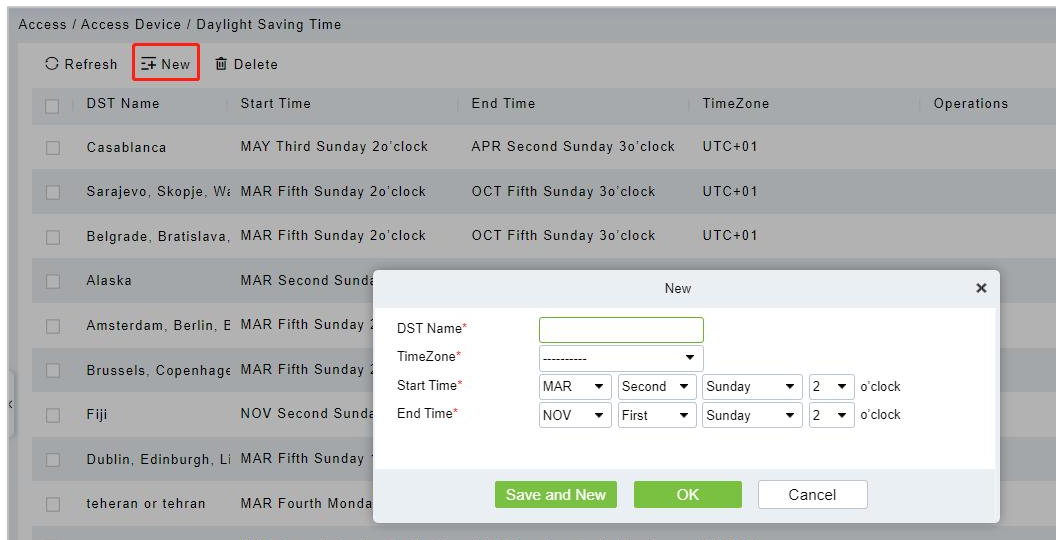 Access / Access Device / Daylight Saving Time
Refresh New Delete
DST Name Start Time End Time TimeZone Operations
Casablanca MAY Third Sunday 2o'clock APR Second Sunday 3o'clock UTC+01
Sarajevo, Skopje, Wa MAR Fifth Sunday 2o'clock OCT Fifth Sunday 3o'clock UTC+01
Belgrade, Bratislava, MAR Fifth Sunday 2o'clock OCT Fifth Sunday 3o'clock UTC+01
Alaska MAR Second Sunda
Amsterdam, Berlin, B MAR Fifth Sunday 2
Brussels, Copenhage MAR Fifth Sunday 2
Fiji NOV Second Sunda
Dublin, Edinburgh, Li MAR Fifth Sunday
teheran or tehran MAR Fourth Monda
New
DST Name*
TimeZone* ----------
Start Time* MAR Second Sunday 2 o'clock
End Time* NOV First Sunday 2 o'clock
Save and New OK Cancel